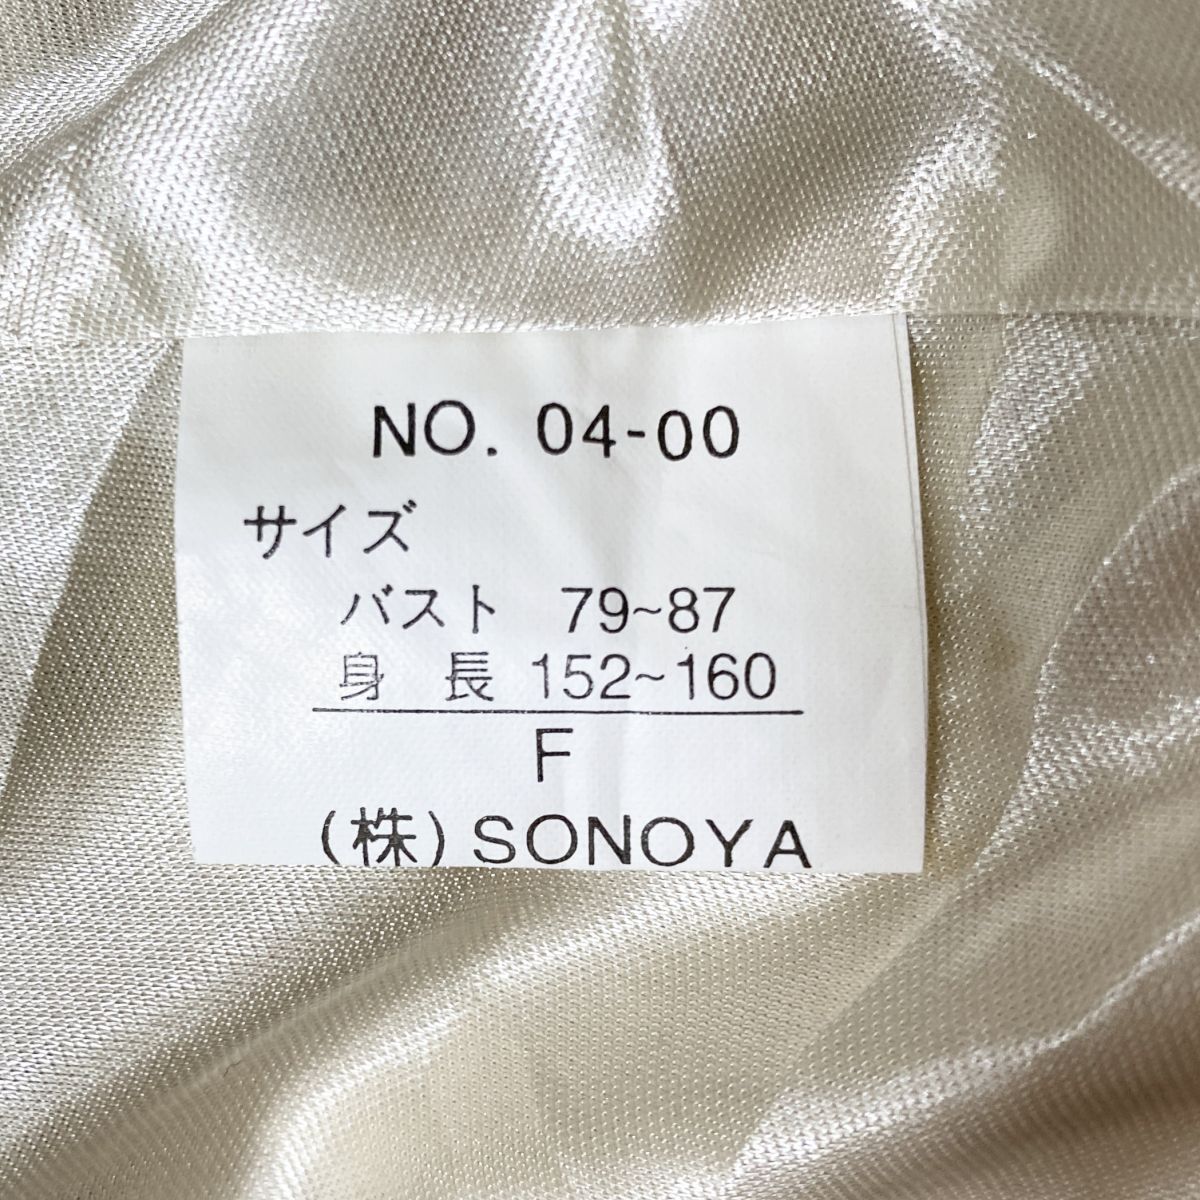 NO. 04-00
サイズ
バスト 79~87
身 長 152~160
F
(株)SONOYA